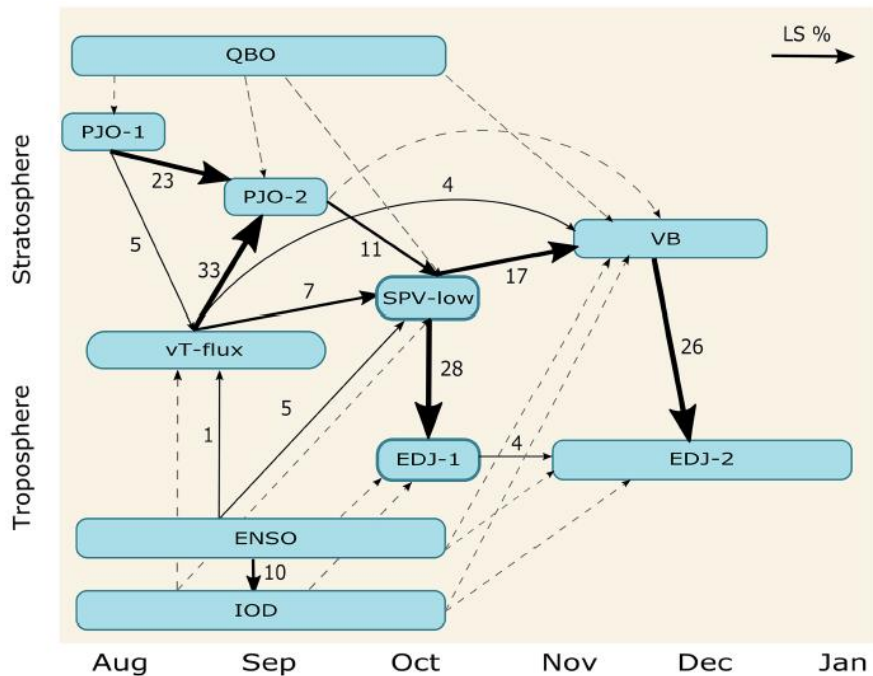 LS %
QBO
Stratosphere
PJO-1
23
PJO-2
4
5
11
VB
33
17
7
SPV-low
vT-flux
26
28
5
Troposphere
1
EDJ-1
4
EDJ-2
ENSO
10
IOD
Aug Sep Oct Nov Dec Jan